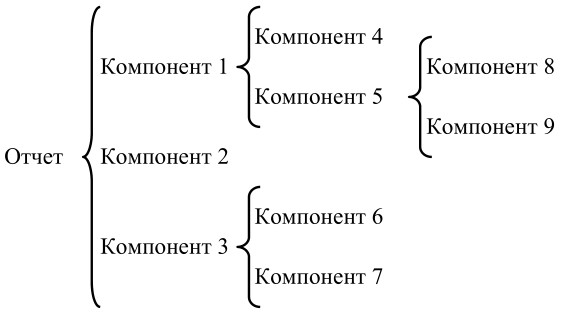 Компонент 4
Компонент 1
Компонент 8
Компонент 5
Компонент 9
Отчет
Компонент 2
Компонент 6
Компонент 3
Компонент 7